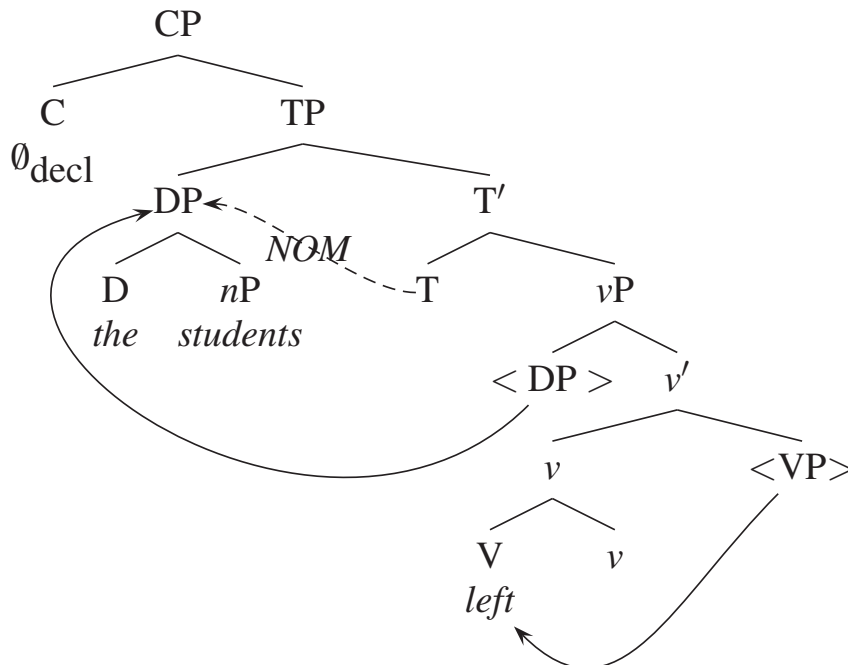 CP
C TP
∅decl
DP T′
NOM
D nP T vP
the students
< DP > v′
v <VP>
V v
left